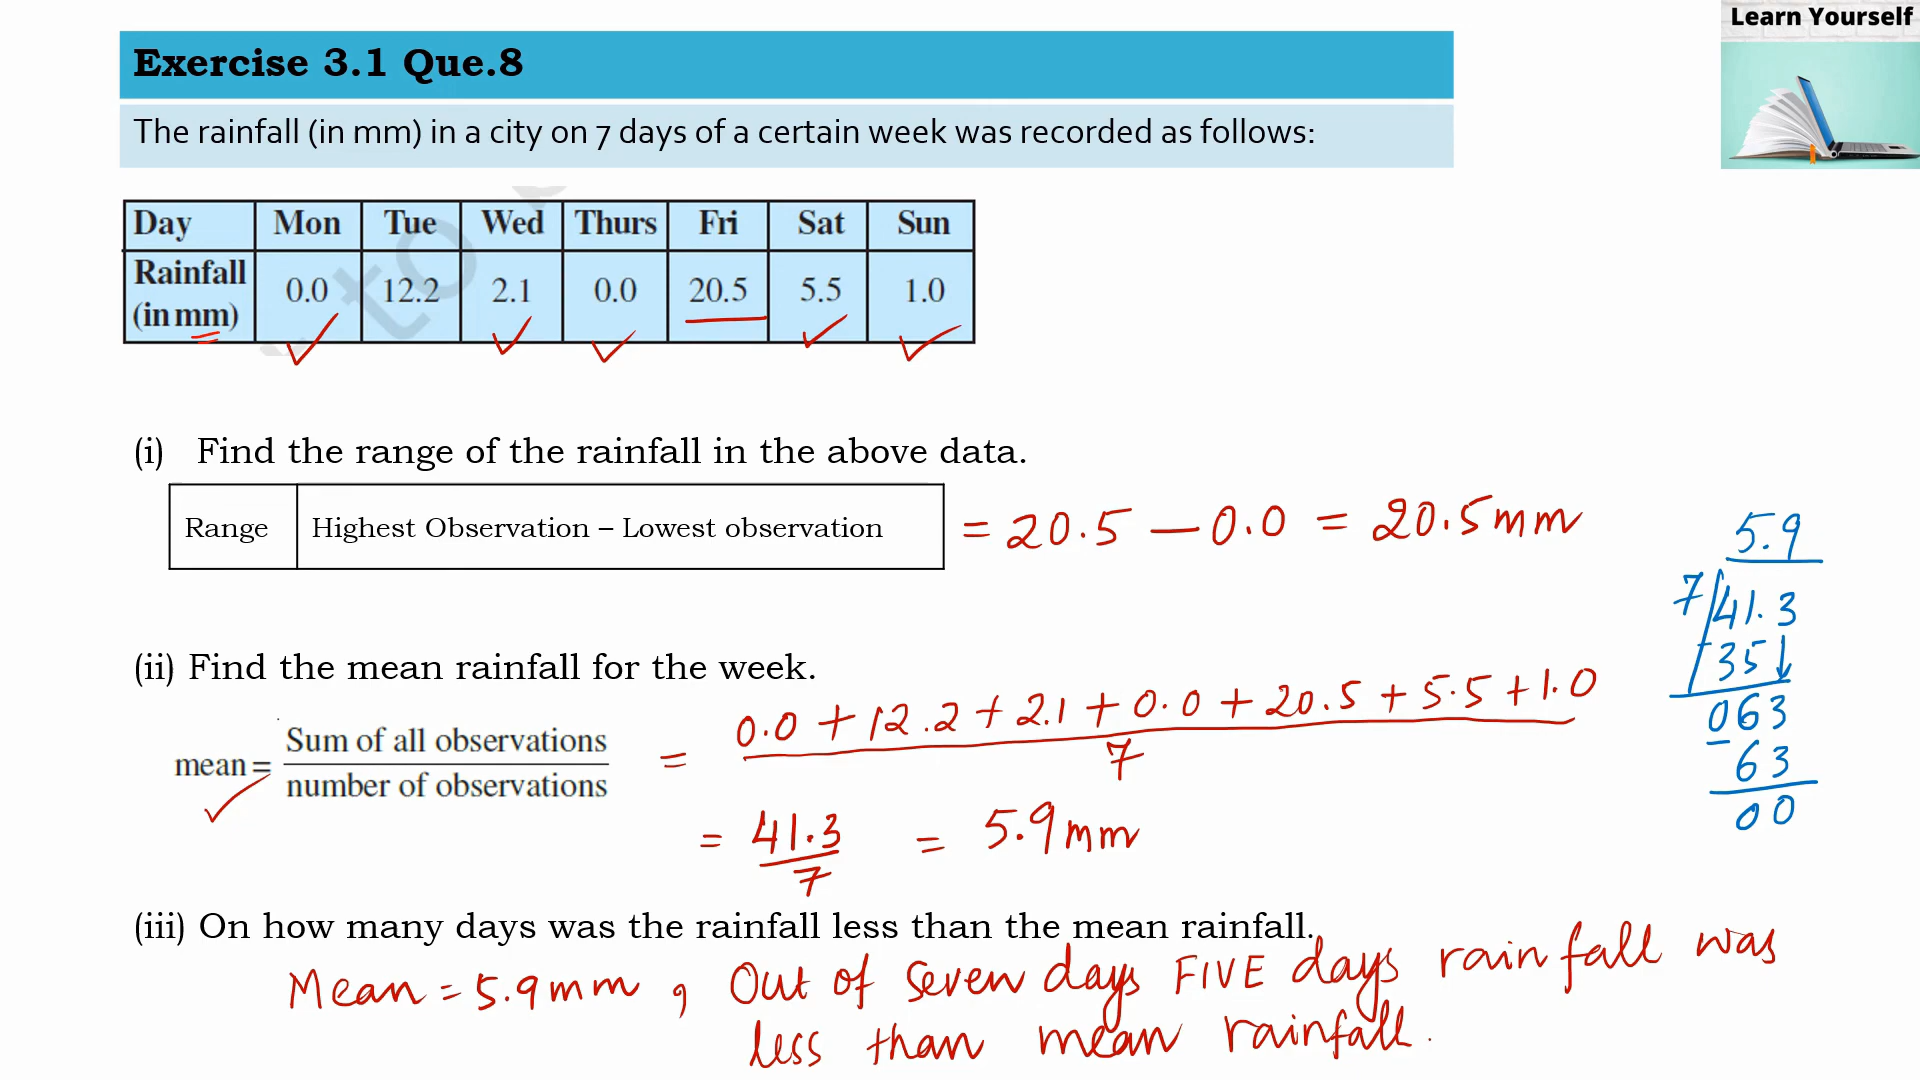 Learn Yourself
Exercise 3.1 Que.8
The rainfall (in mm) in a city on 7 days of a certain week was recorded as follows:
Day Mon Tue Wed Thurs Fri Sat Sun
Rainfall (in mm) 0.0 12.2 2.1 0.0 20.5 5.5 1.0
(i) Find the range of the rainfall in the above data.
Range Highest Observation – Lowest observation = 20.5 — 0.0 = 20.5 mm
(ii) Find the mean rainfall for the week.
mean = Sum of all observations / number of observations = 0.0 + 12.2 + 2.1 + 0.0 + 20.5 + 5.5 + 1.0 / 7
= 41.3 / 7 = 5.9 mm
5.9
7 41.3
35
063
– 63
00
(iii) On how many days was the rainfall less than the mean rainfall.
Mean = 5.9 mm , Out of seven days FIVE days rainfall was
less than mean rainfall.